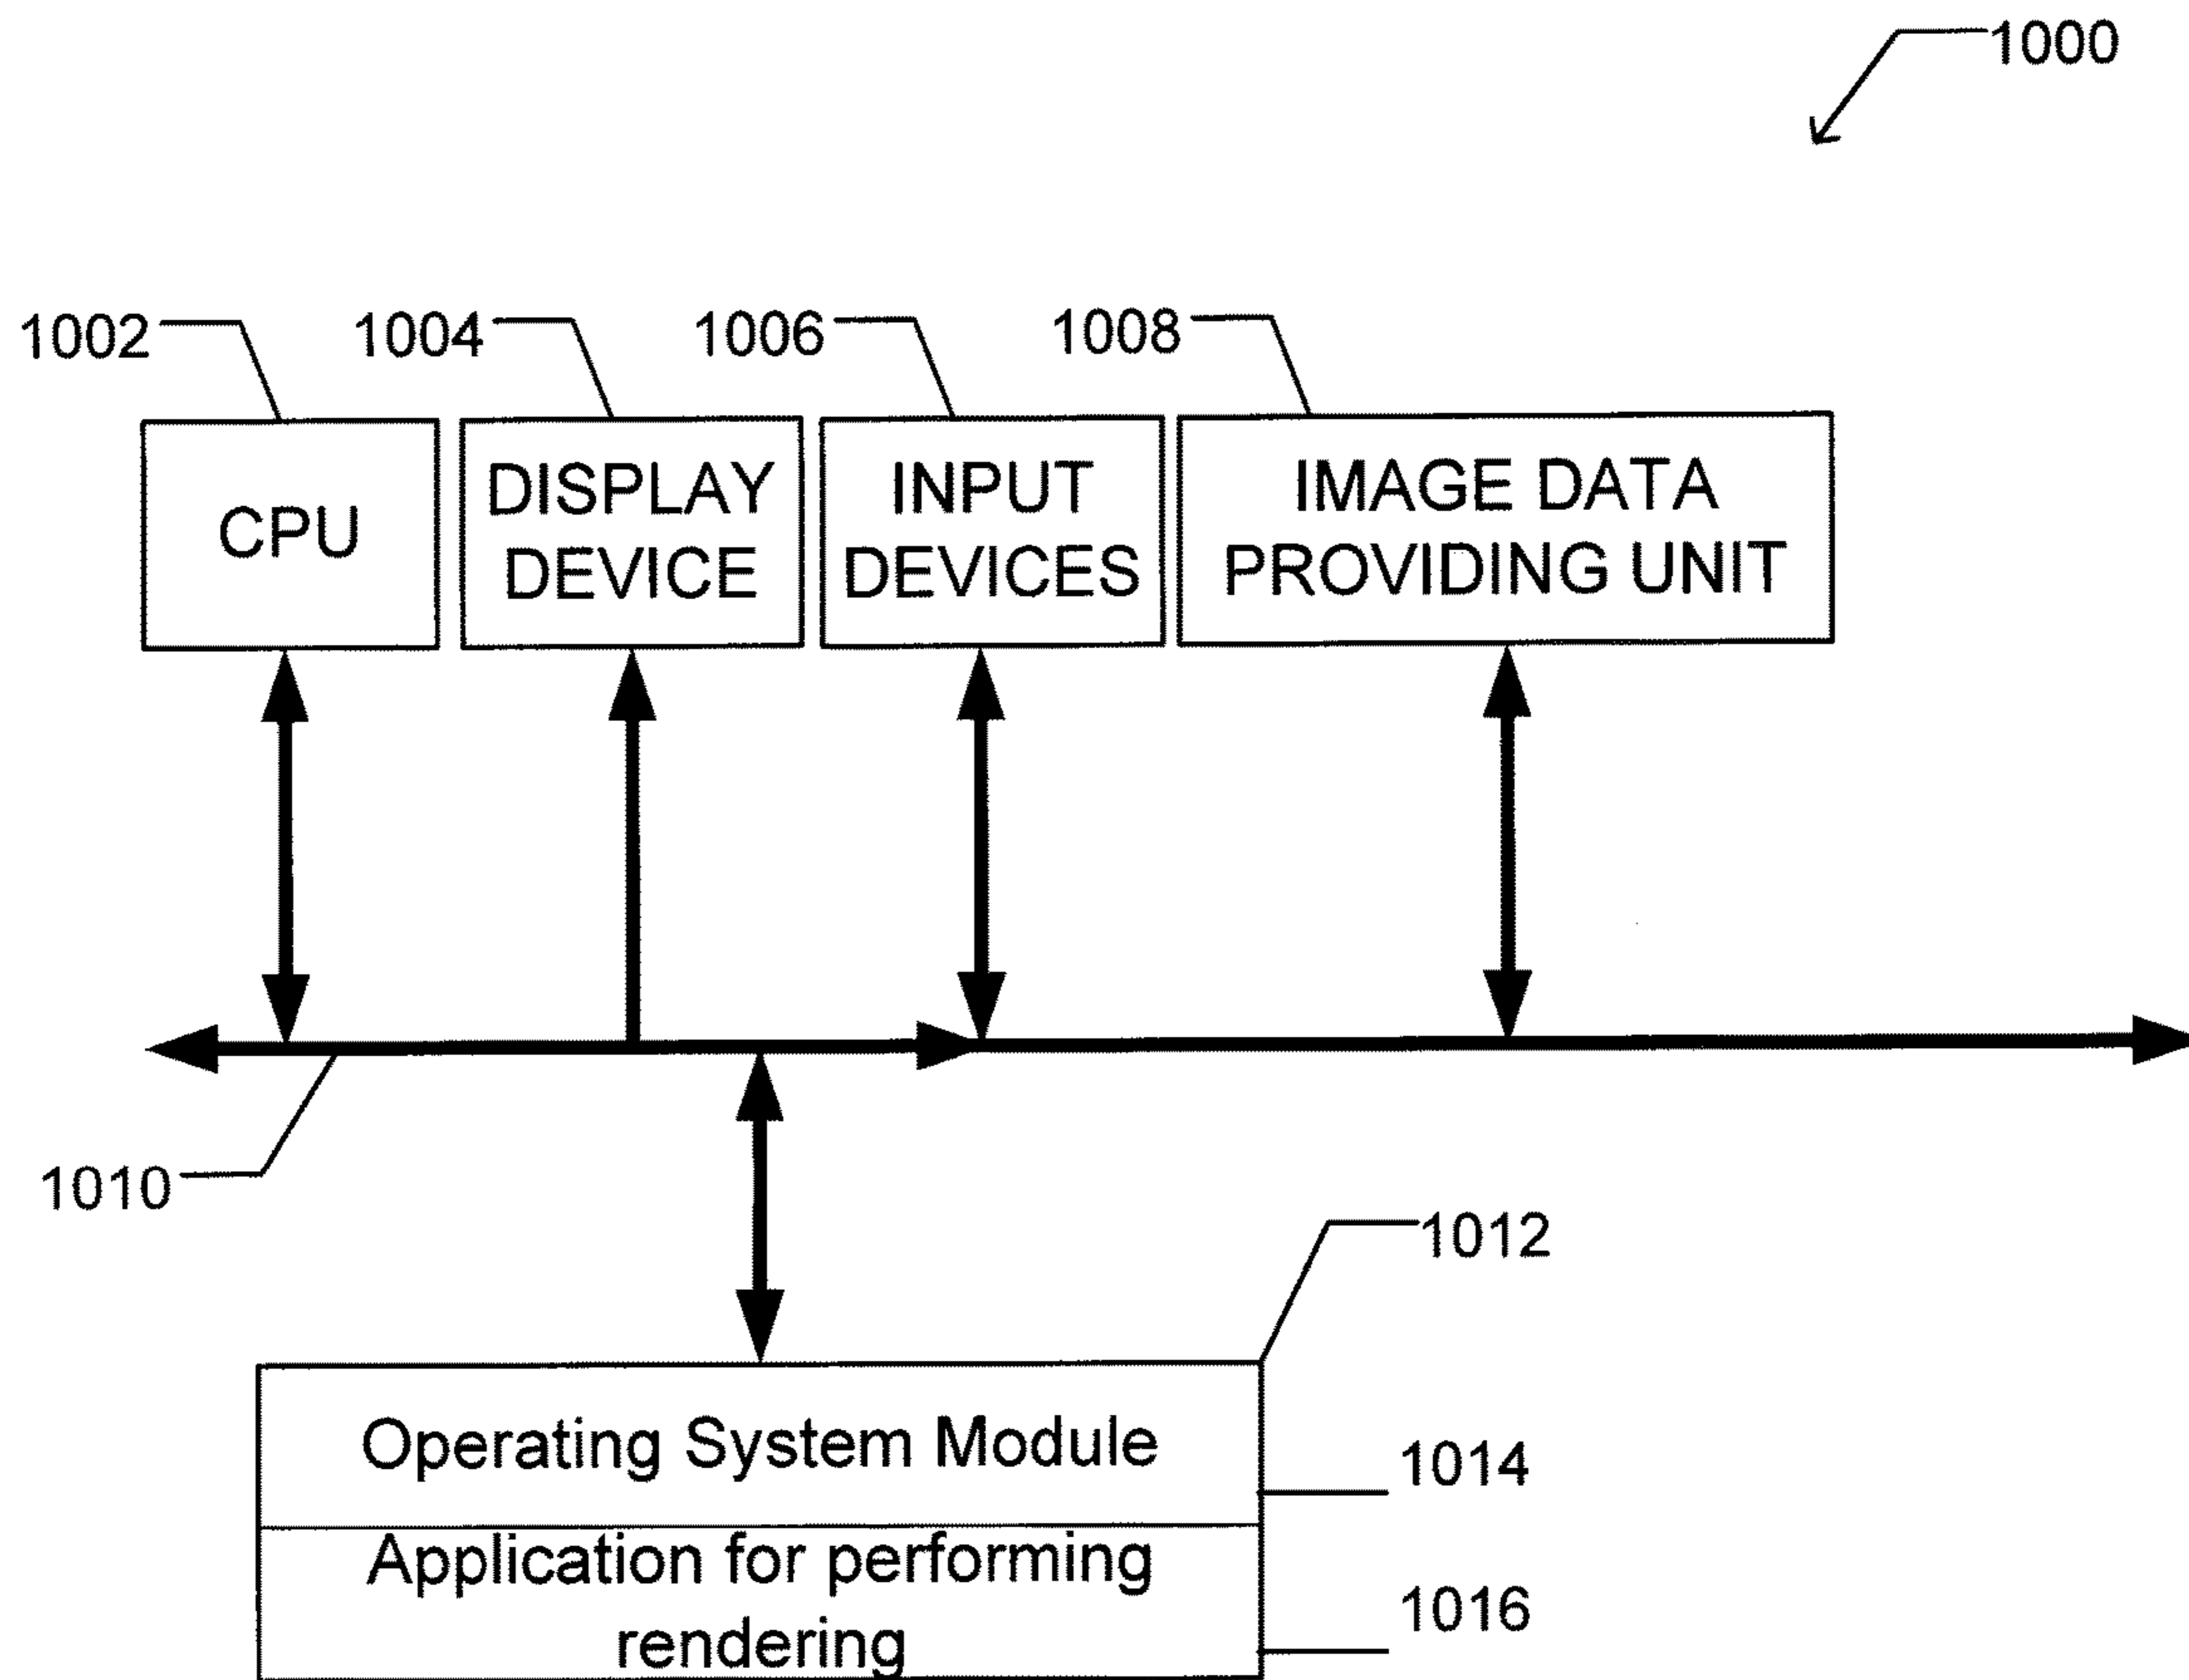 1000
1002
1004
1006
1008
CPU
DISPLAY
DEVICE
INPUT
DEVICES
IMAGE DATA
PROVIDING UNIT
1010
1012
Operating System Module
1014
Application for performing
rendering
1016